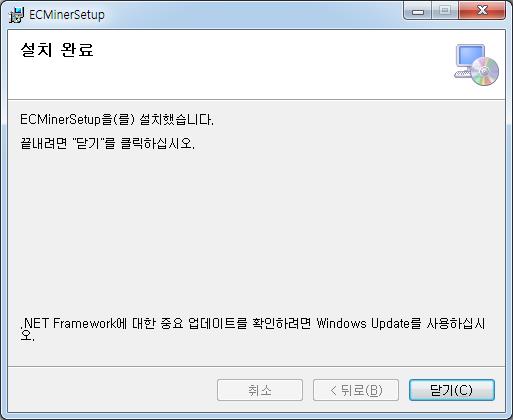 ECMinerSetup
설치 완료
ECMinerSetup을(를) 설치했습니다.
끝내려면 "닫기"를 클릭하십시오.
.NET Framework에 대한 중요 업데이트를 확인하려면 Windows Update를 사용하십시
오.
취소
< 뒤로(B)
닫기(C)